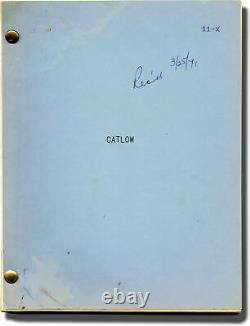 11-X
Rec'd 3/25/71
CATLOW